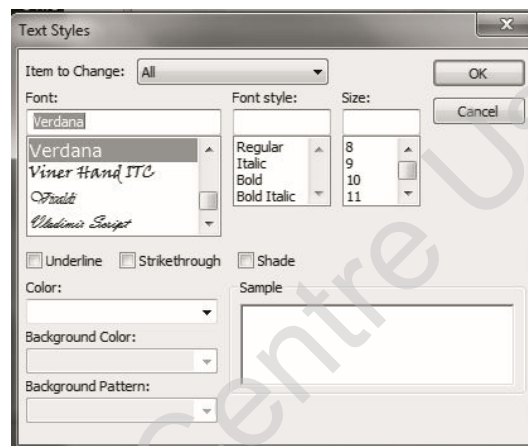 Text Styles
Item to Change: All
OK
Font: Font style: Size:
Cancel
Verdana
Verdana Regular 8
Viner Hand ITC Italic 9
Vivaldi Bold 10
Vladimir Script Bold Italic 11
Underline Strikethrough Shade
Color: Sample
Background Color:
Background Pattern:
Centre U